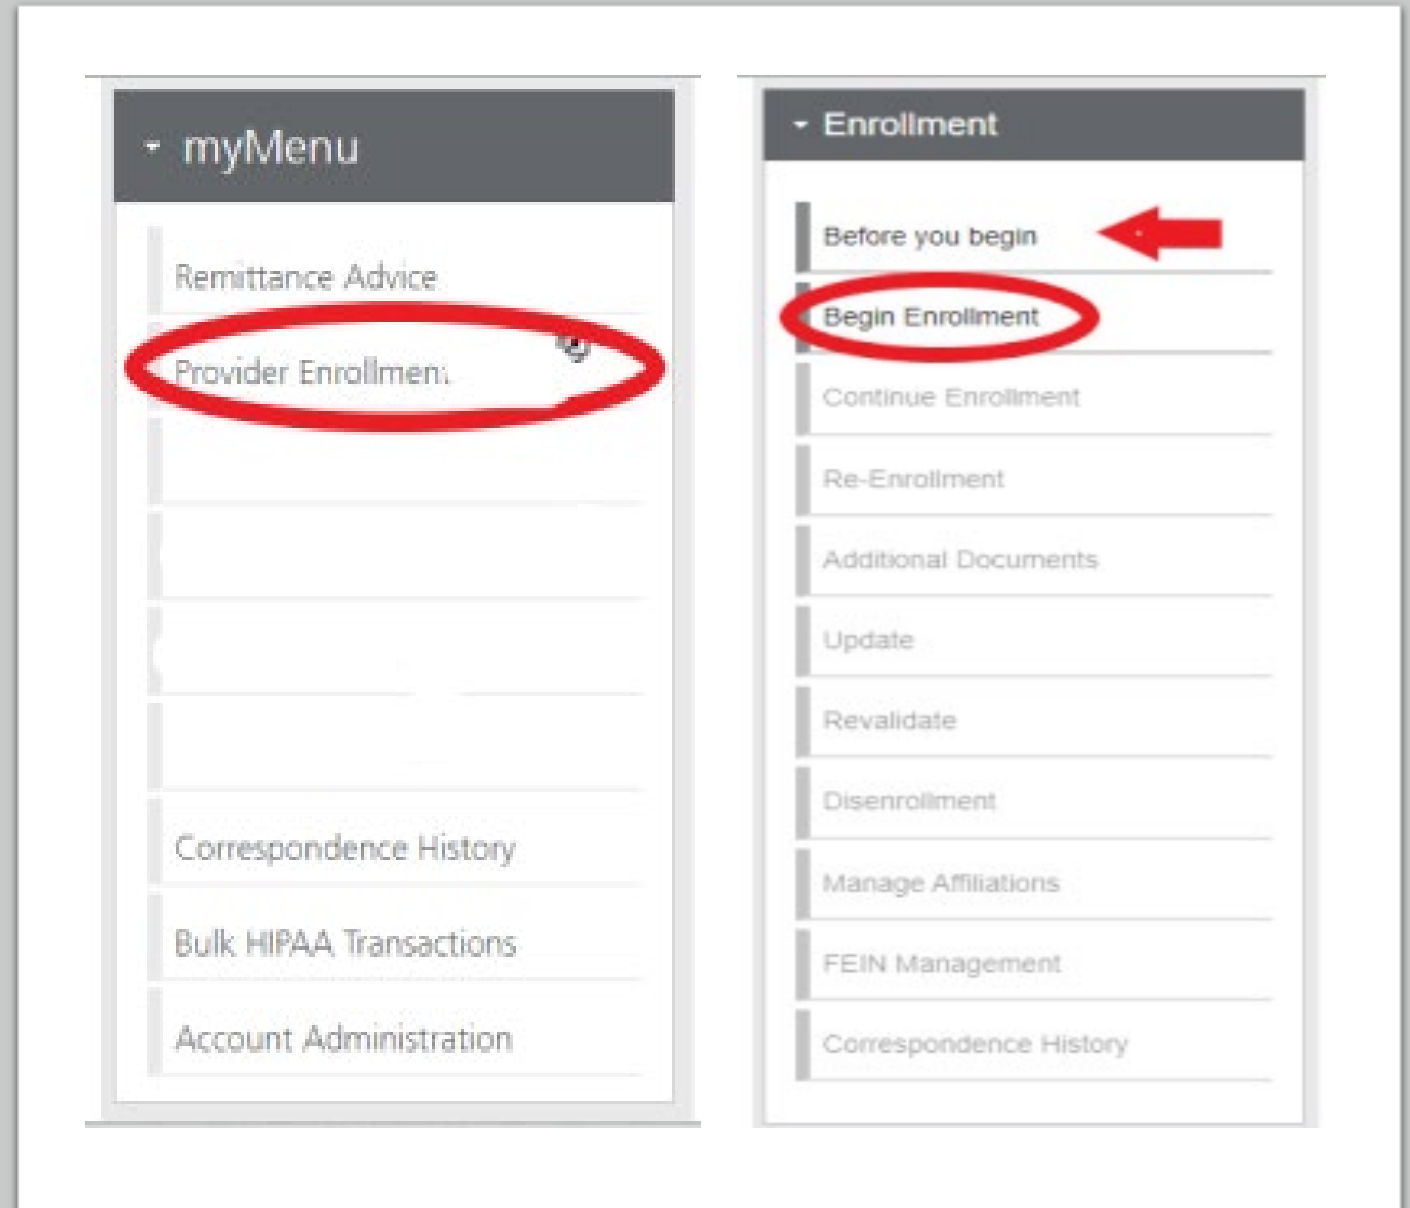 myMenu
Remittance Advice
Provider Enrollment
Correspondence History
Bulk HIPAA Transactions
Account Administration
Enrollment
Before you begin
Begin Enrollment
Continue Enrollment
Re-Enrollment
Additional Documents
Update
Revalidate
Disenrollment
Manage Affiliations
FEIN Management
Correspondence History